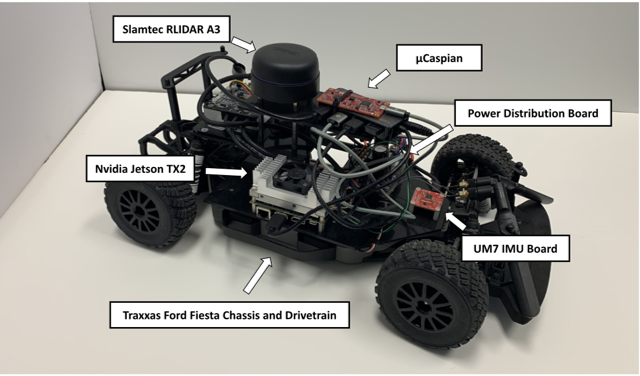 Slamtec RLIDAR A3
µCaspian
Power Distribution Board
Nvidia Jetson TX2
UM7 IMU Board
Traxxas Ford Fiesta Chassis and Drivetrain